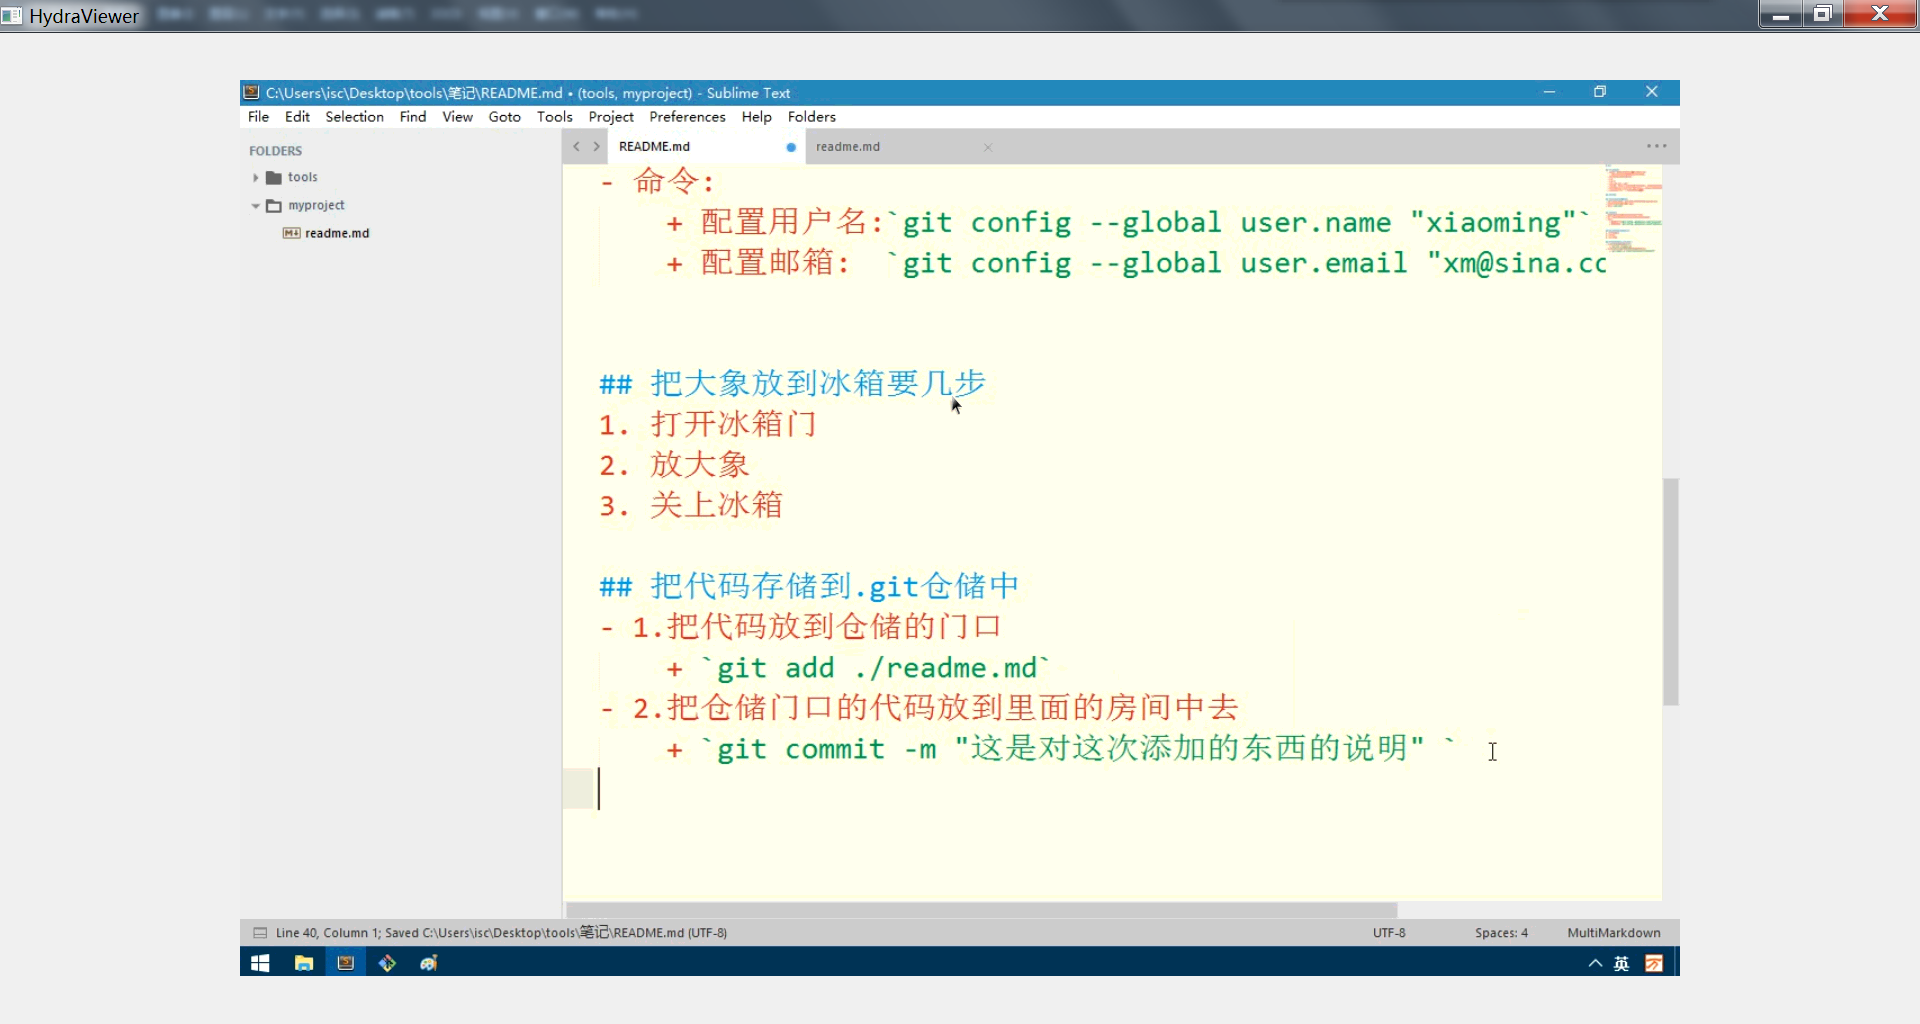 HydraViewer
C:\Users\isc\Desktop\tools\笔记\README.md • (tools, myproject) - Sublime Text
File Edit Selection Find View Goto Tools Project Preferences Help Folders
FOLDERS
tools
myproject
readme.md
README.md
readme.md
- 命令:
+ 配置用户名:`git config --global user.name "xiaoming"`
+ 配置邮箱: `git config --global user.email "xm@sina.cc
## 把大象放到冰箱要几步
1. 打开冰箱门
2. 放大象
3. 关上冰箱
## 把代码存储到.git仓储中
- 1.把代码放到仓储的门口
+ `git add ./readme.md`
- 2.把仓储门口的代码放到里面的房间中去
+ `git commit -m "这是对这次添加的东西的说明" `
Line 40, Column 1; Saved C:\Users\isc\Desktop\tools\笔记\README.md (UTF-8)
UTF-8
Spaces: 4
MultiMarkdown
英